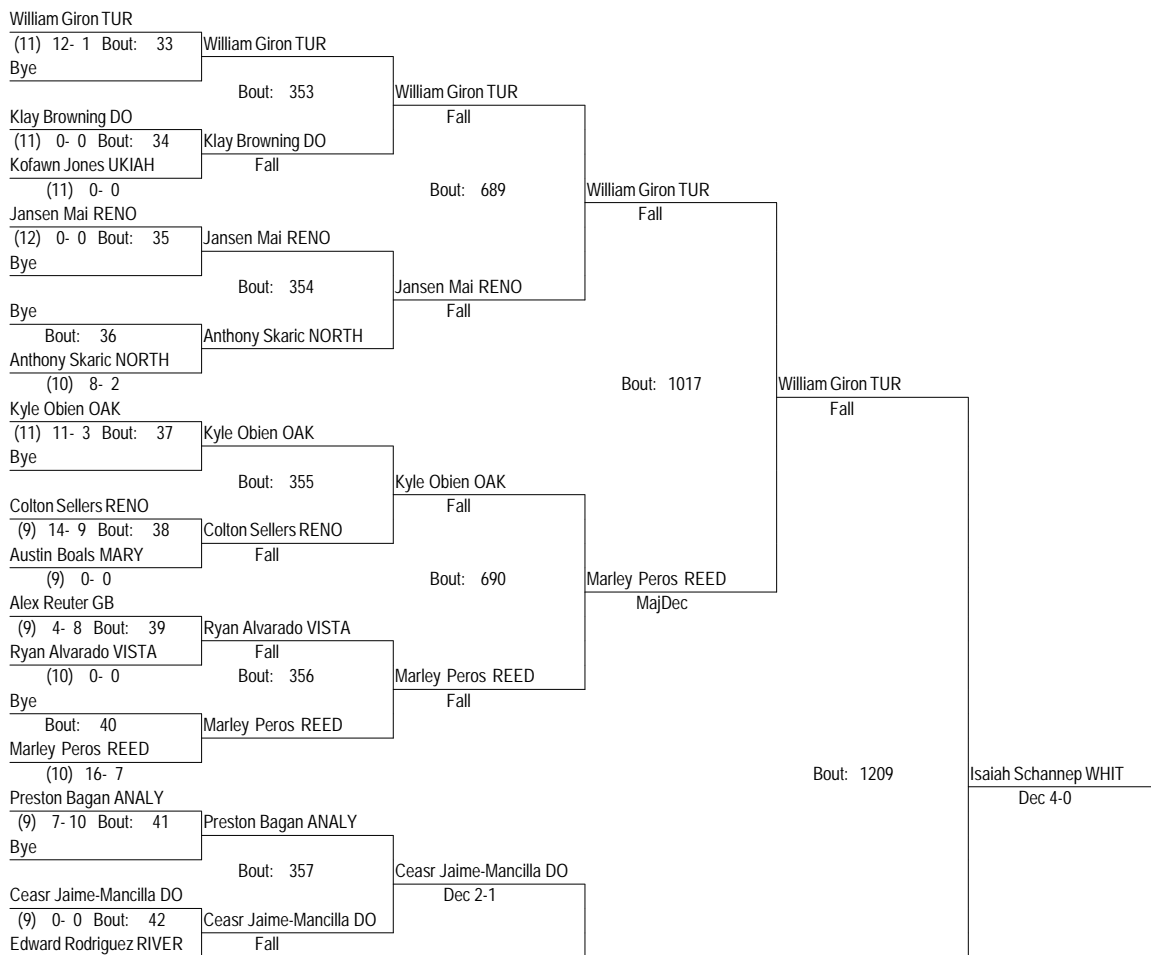 William Giron TUR
(11) 12- 1 Bout: 33 William Giron TUR
Bye
Bout: 353 William Giron TUR
Klay Browning DO Fall
(11) 0- 0 Bout: 34 Klay Browning DO
Kofawn Jones UKIAH Fall
(11) 0- 0 Bout: 689 William Giron TUR
Jansen Mai RENO Fall
(12) 0- 0 Bout: 35 Jansen Mai RENO
Bye
Bout: 354 Jansen Mai RENO
Bye Fall
Bout: 36 Anthony Skaric NORTH
Anthony Skaric NORTH
(10) 8- 2 Bout: 1017 William Giron TUR
Kyle Obien OAK Fall
(11) 11- 3 Bout: 37 Kyle Obien OAK
Bye
Bout: 355 Kyle Obien OAK
Colton Sellers RENO Fall
(9) 14- 9 Bout: 38 Colton Sellers RENO
Austin Boals MARY Fall
(9) 0- 0 Bout: 690 Marley Peros REED
Alex Reuter GB MajDec
(9) 4- 8 Bout: 39 Ryan Alvarado VISTA
Ryan Alvarado VISTA Fall
(10) 0- 0 Bout: 356 Marley Peros REED
Bye Fall
Bout: 40 Marley Peros REED
Marley Peros REED
(10) 16- 7 Bout: 1209 Isaiah Schannep WHIT
Preston Bagan ANALY Dec 4-0
(9) 7- 10 Bout: 41 Preston Bagan ANALY
Bye
Bout: 357 Ceasr Jaime-Mancilla DO
Ceasr Jaime-Mancilla DO Dec 2-1
(9) 0- 0 Bout: 42 Ceasr Jaime-Mancilla DO
Edward Rodriguez RIVER Fall